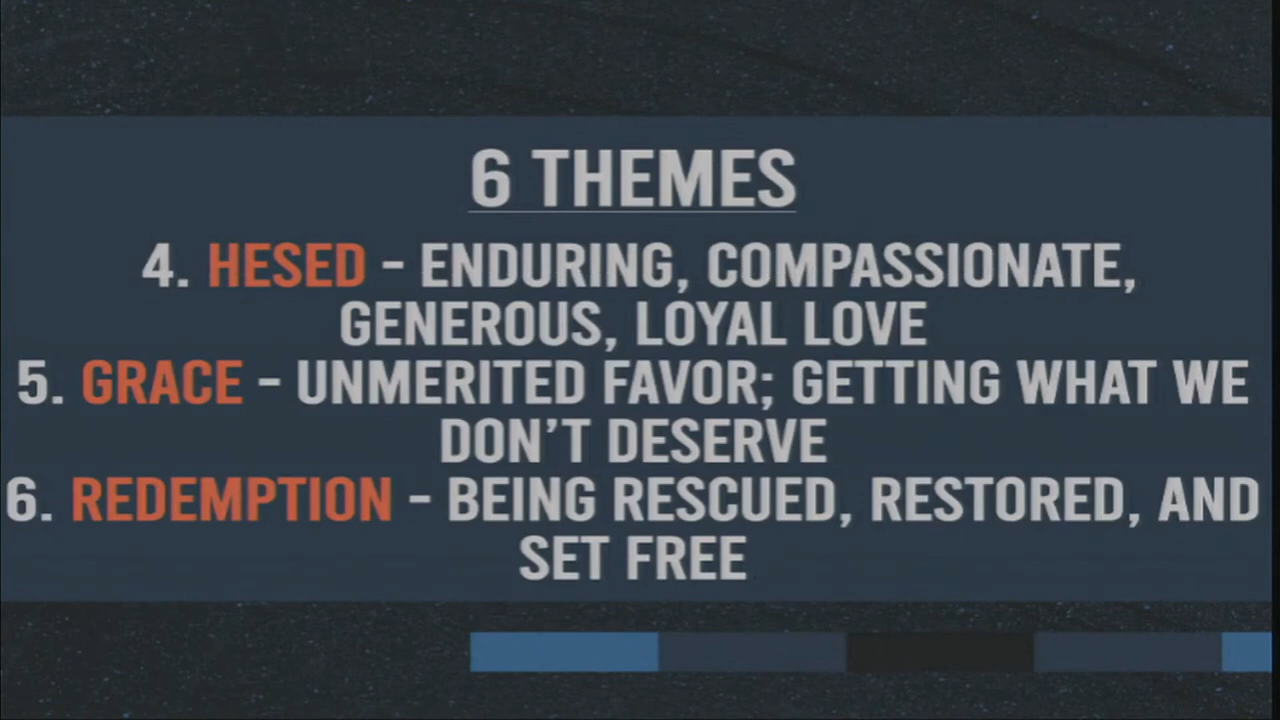 6 THEMES
4. HESED – ENDURING, COMPASSIONATE,
GENEROUS, LOYAL LOVE
5. GRACE – UNMERITED FAVOR; GETTING WHAT WE
DON’T DESERVE
6. REDEMPTION – BEING RESCUED, RESTORED, AND
SET FREE